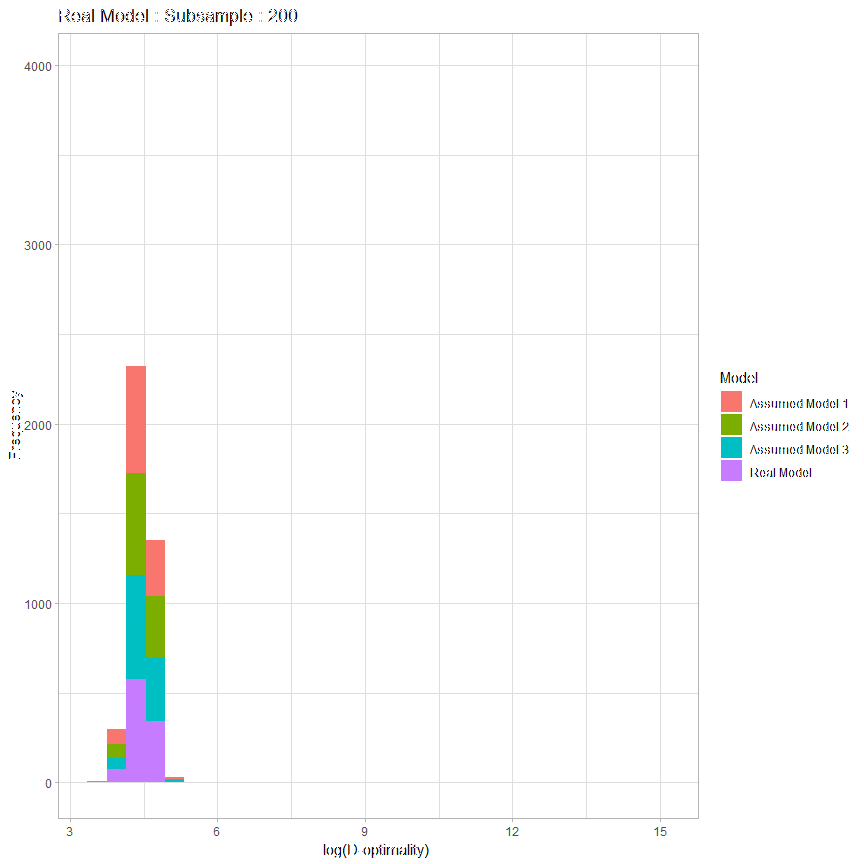 Real Model : Subsample : 200
4000
3000
2000
1000
0
Frequency
3
6
9
12
15
log(D-optimality)
Model
Assumed Model 1
Assumed Model 2
Assumed Model 3
Real Model